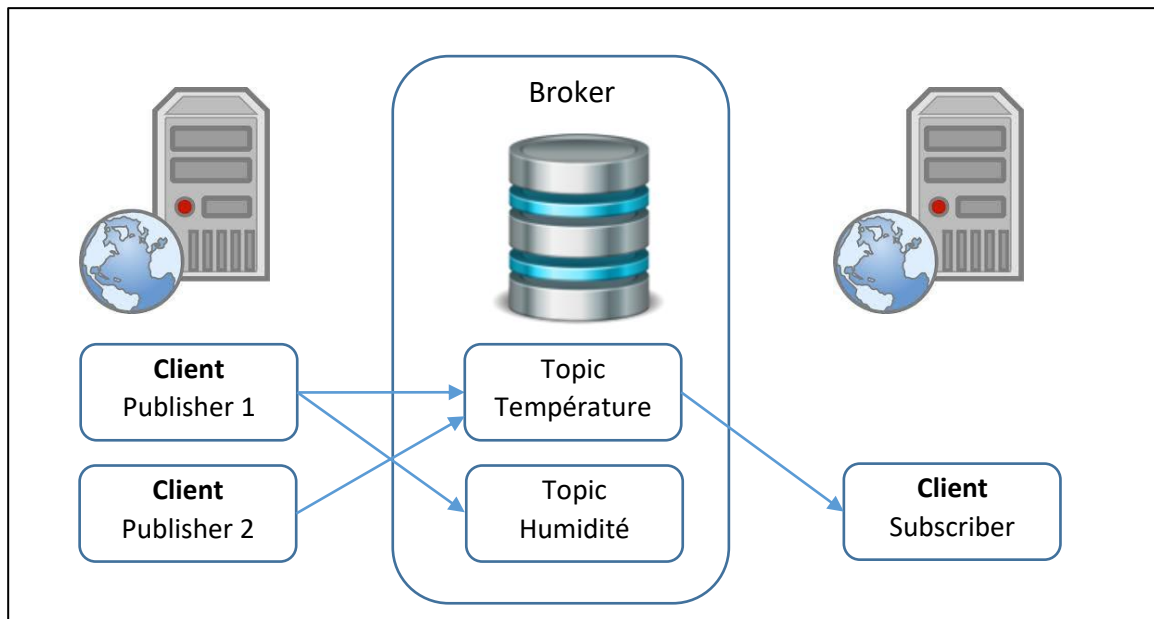 Broker
Client
Publisher 1
Topic
Température
Client
Publisher 2
Topic
Humidité
Client
Subscriber